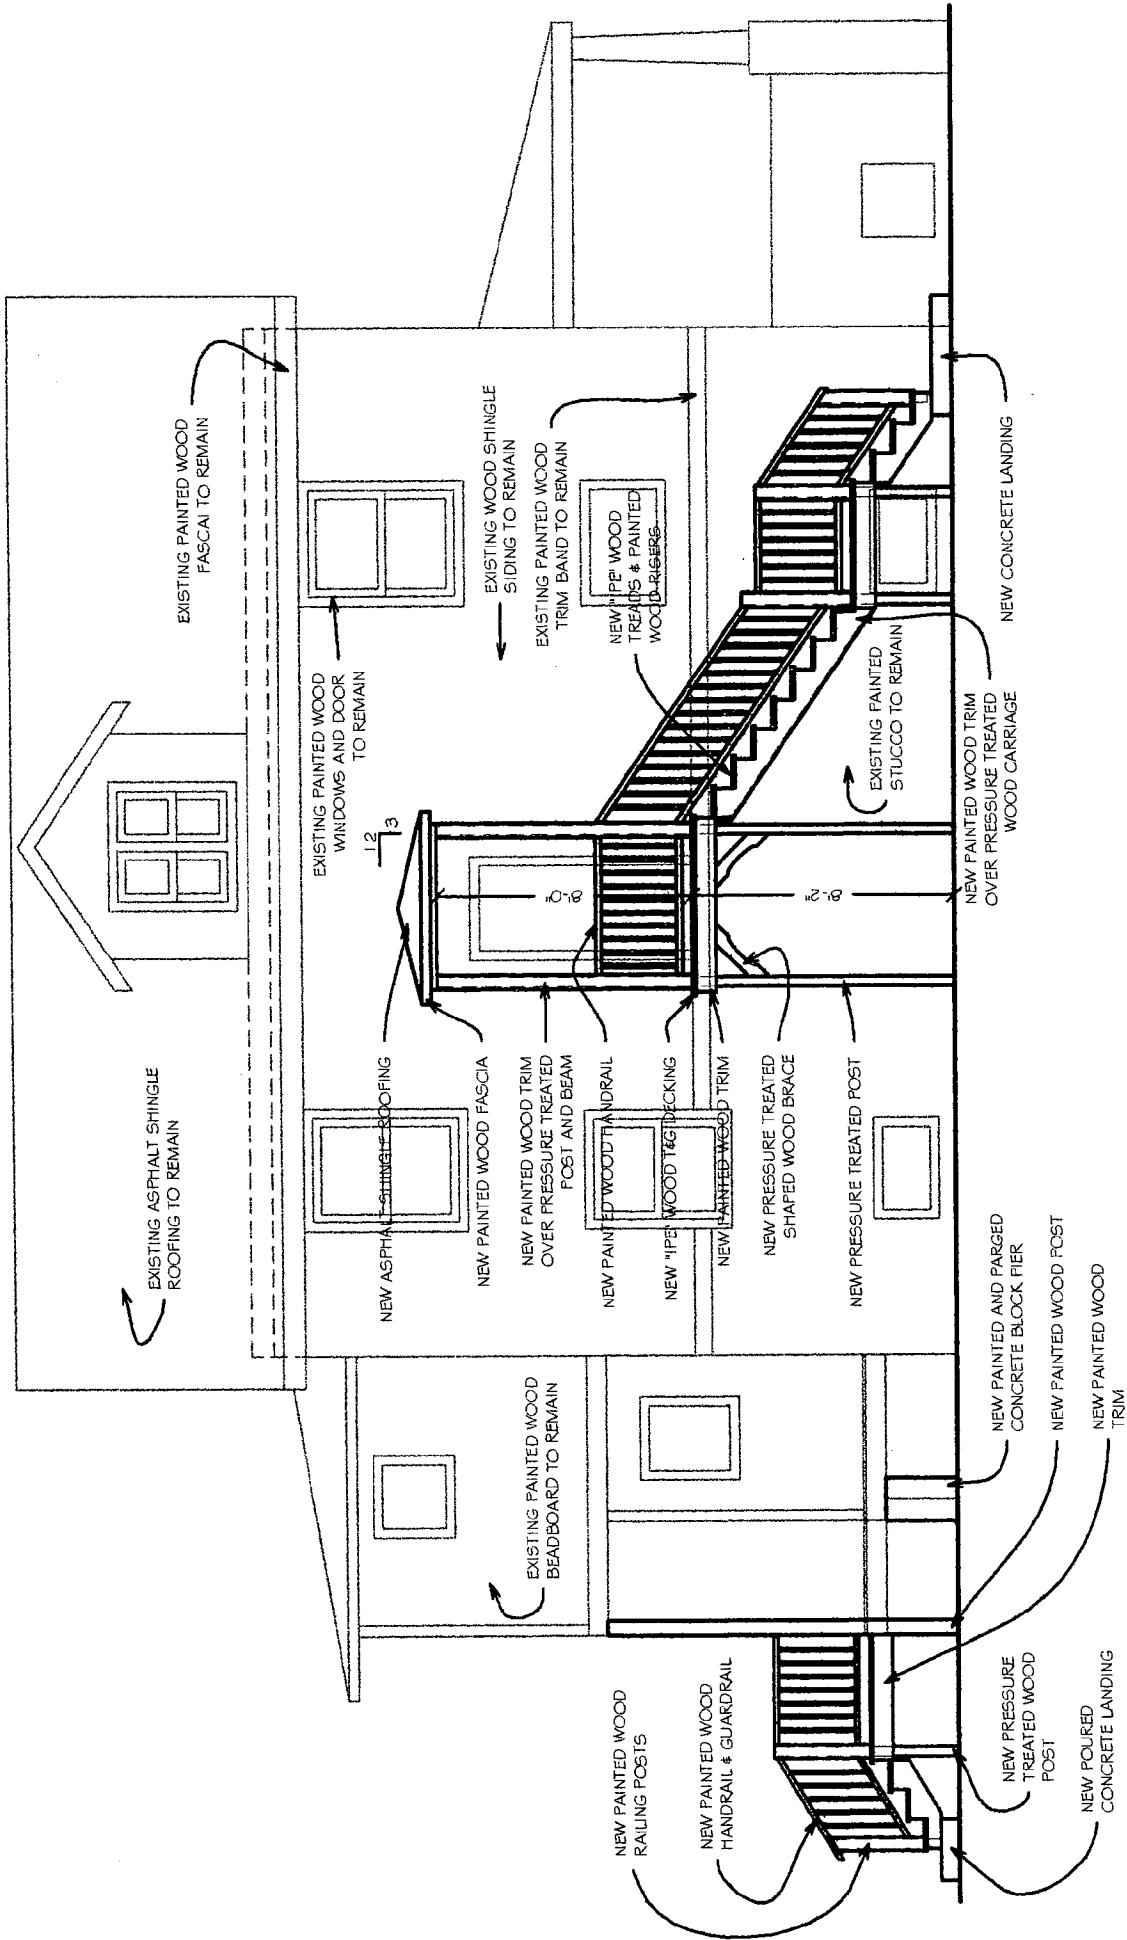 EXISTING ASPHALT SHINGLE
ROOFING TO REMAIN
EXISTING PAINTED WOOD
FASCAI TO REMAIN
EXISTING PAINTED WOOD
WINDOWS AND DOOR
TO REMAIN
12
3
EXISTING WOOD SHINGLE
SIDING TO REMAIN
EXISTING PAINTED WOOD
TRIM BAND TO REMAIN
NEW "IPE" WOOD
TREADS & PAINTED
WOOD RISERS
EXISTING PAINTED WOOD
BEADBOARD TO REMAIN
NEW ASPHALT SHINGLE ROOFING
NEW PAINTED WOOD FASCIA
NEW PAINTED WOOD TRIM
OVER PRESSURE TREATED
POST AND BEAM
NEW PAINTED WOOD HANDRAIL
NEW "IPE" WOOD T&G DECKING
NEW PAINTED WOOD TRIM
NEW PRESSURE TREATED
SHAPED WOOD BRACE
NEW PRESSURE TREATED POST
8'-0"
8'-2"
EXISTING PAINTED
STUCCO TO REMAIN
NEW PAINTED WOOD
RAILING POSTS
NEW PAINTED WOOD
HANDRAIL & GUARDRAIL
NEW PRESSURE
TREATED WOOD
POST
NEW POURED
CONCRETE LANDING
NEW PAINTED AND PARGED
CONCRETE BLOCK PIER
NEW PAINTED WOOD POST
NEW PAINTED WOOD
TRIM
NEW PAINTED WOOD TRIM
OVER PRESSURE TREATED
WOOD CARRIAGE
NEW CONCRETE LANDING